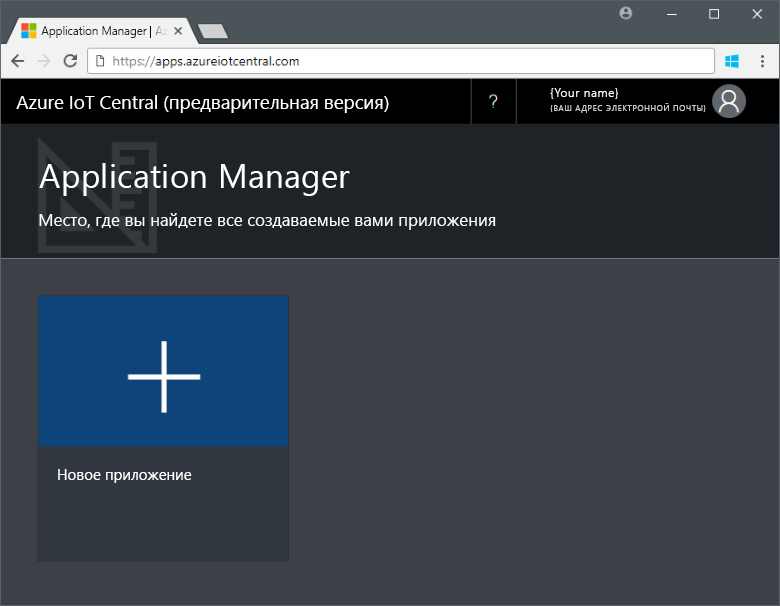 Application Manager | Az
https://apps.azureiotcentral.com
Azure IoT Central (предварительная версия)
?
{Your name}
{ВАШ АДРЕС ЭЛЕКТРОННОЙ ПОЧТЫ}
Application Manager
Место, где вы найдете все создаваемые вами приложения
Новое приложение